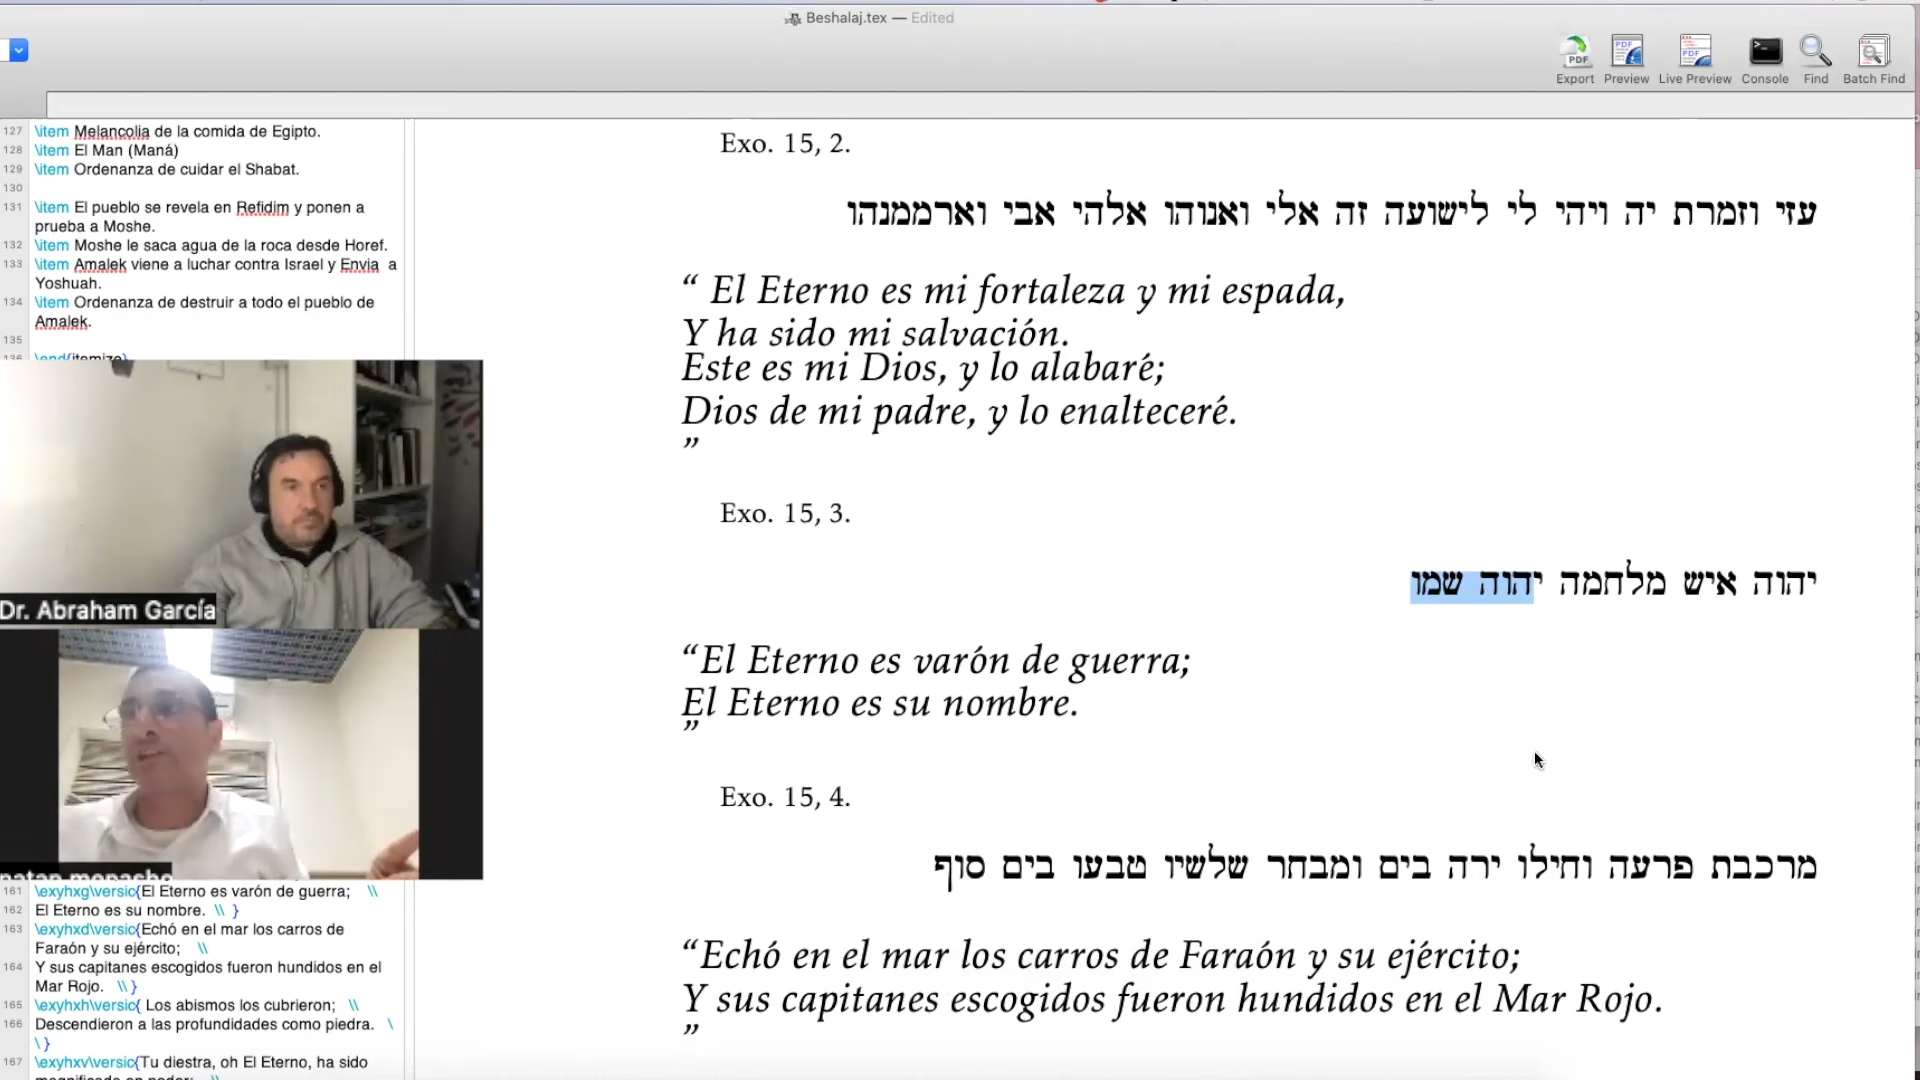 Beshalaj.tex — Edited
Export
Preview
Live Preview
Console
Find
Batch Find
127 \item Melancolia de la comida de Egipto.
128 \item El Man (Maná)
129 \item Ordenanza de cuidar el Shabat.
130
131 \item El pueblo se revela en Refidim y ponen a
prueba a Moshe.
132 \item Moshe le saca agua de la roca desde Horef.
133 \item Amalek viene a luchar contra Israel y Envia a
Yoshuah.
134 \item Ordenanza de destruir a todo el pueblo de
Amalek.
135
136 \end{itemize}
Dr. Abraham García
161 \exyhxg\versic{El Eterno es varón de guerra; \\
162 El Eterno es su nombre. \\ }
163 \exyhxd\versic{Echó en el mar los carros de
Faraón y su ejército; \\
164 Y sus capitanes escogidos fueron hundidos en el
Mar Rojo. \\ }
165 \exyhxh\versic{ Los abismos los cubrieron; \\
166 Descendieron a las profundidades como piedra. \
\ }
167 \exyhxv\versic{Tu diestra, oh El Eterno, ha sido
Exo. 15, 2.
עזי וזמרת יה ויהי לי לישועה זה אלי ואנוהו אלהי אבי וארממנהו
“ El Eterno es mi fortaleza y mi espada,
Y ha sido mi salvación.
Este es mi Dios, y lo alabaré;
Dios de mi padre, y lo enalteceré.
”
Exo. 15, 3.
יהוה איש מלחמה יהוה שמו
“El Eterno es varón de guerra;
El Eterno es su nombre.
”
Exo. 15, 4.
מרכבת פרעה וחילו ירה בים ומבחר שלשיו טבעו בים סוף
“Echó en el mar los carros de Faraón y su ejército;
Y sus capitanes escogidos fueron hundidos en el Mar Rojo.
”